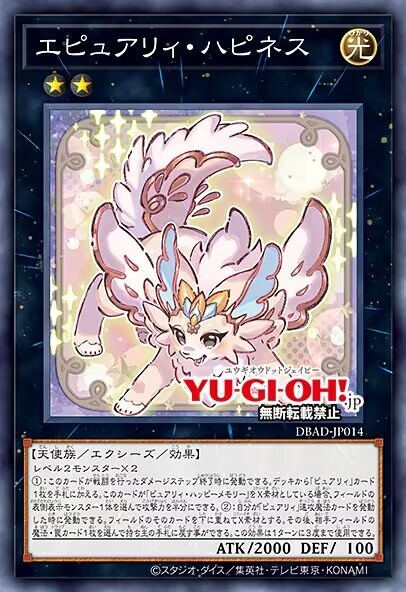 エピュアリィ・ハピネス
光
ユウギオウドットジェイピー
YU-GI-OH!.jp
無断転載禁止
DBAD-JP014
【天使族/エクシーズ/効果】
レベル2モンスター×2
①:このカードが戦闘を行ったダメージステップ終了時に発動できる。デッキから「ピュアリィ」カード
1枚を手札に加える。このカードが「ピュアリィ・ハッピーメモリー」をX素材としている場合、フィールドの
表側表示モンスター1体を選んで攻撃力を半分にできる。②:自分が「ピュアリィ」速攻魔法カードを発動
した時に発動できる。フィールドのそのカードを下に重ねてX素材とする。その後、相手フィールドの
魔法・罠カード1枚を選んで持ち主の手札に戻す事ができる。この効果は1ターンに3度まで使用できる。
ATK/2000 DEF/ 100
©スタジオ・ダイス/集英社・テレビ東京・KONAMI